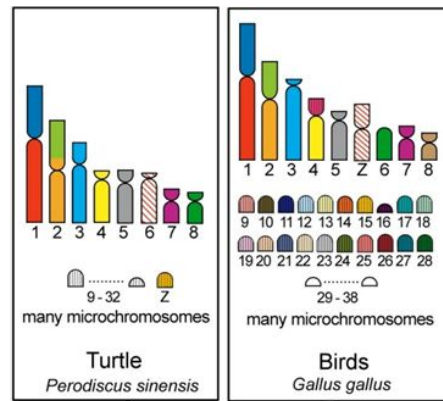 1 2 3 4 5 6 7 8
9 - 32 Z
many microchromosomes
Turtle
Perodiscus sinensis
1 2 3 4 5 Z 6 7 8
9 10 11 12 13 14 15 16 17 18
19 20 21 22 23 24 25 26 27 28
29 - 38
many microchromosomes
Birds
Gallus gallus